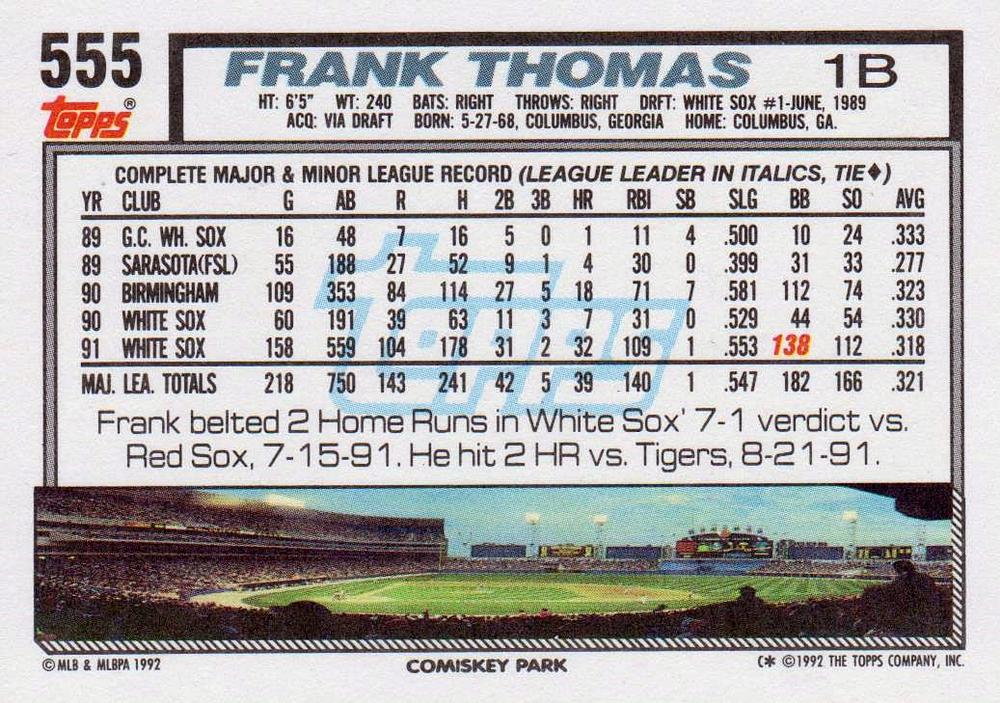 555
topps®
FRANK THOMAS 1B
HT: 6'5" WT: 240 BATS: RIGHT THROWS: RIGHT DRFT: WHITE SOX #1-JUNE, 1989
ACQ: VIA DRAFT BORN: 5-27-68, COLUMBUS, GEORGIA HOME: COLUMBUS, GA.
COMPLETE MAJOR & MINOR LEAGUE RECORD (LEAGUE LEADER IN ITALICS, TIE♦)
YR CLUB G AB R H 2B 3B HR RBI SB SLG BB SO AVG
89 G.C. WH. SOX 16 48 7 16 5 0 1 11 4 .500 10 24 .333
89 SARASOTA(FSL) 55 188 27 52 9 1 4 30 0 .399 31 33 .277
90 BIRMINGHAM 109 353 84 114 27 5 18 71 7 .581 112 74 .323
90 WHITE SOX 60 191 39 63 11 3 7 31 0 .529 44 54 .330
91 WHITE SOX 158 559 104 178 31 2 32 109 1 .553 138 112 .318
MAJ. LEA. TOTALS 218 750 143 241 42 5 39 140 1 .547 182 166 .321
topps
Frank belted 2 Home Runs in White Sox' 7-1 verdict vs.
Red Sox, 7-15-91. He hit 2 HR vs. Tigers, 8-21-91.
© MLB & MLBPA 1992 COMISKEY PARK C* ©1992 THE TOPPS COMPANY, INC.